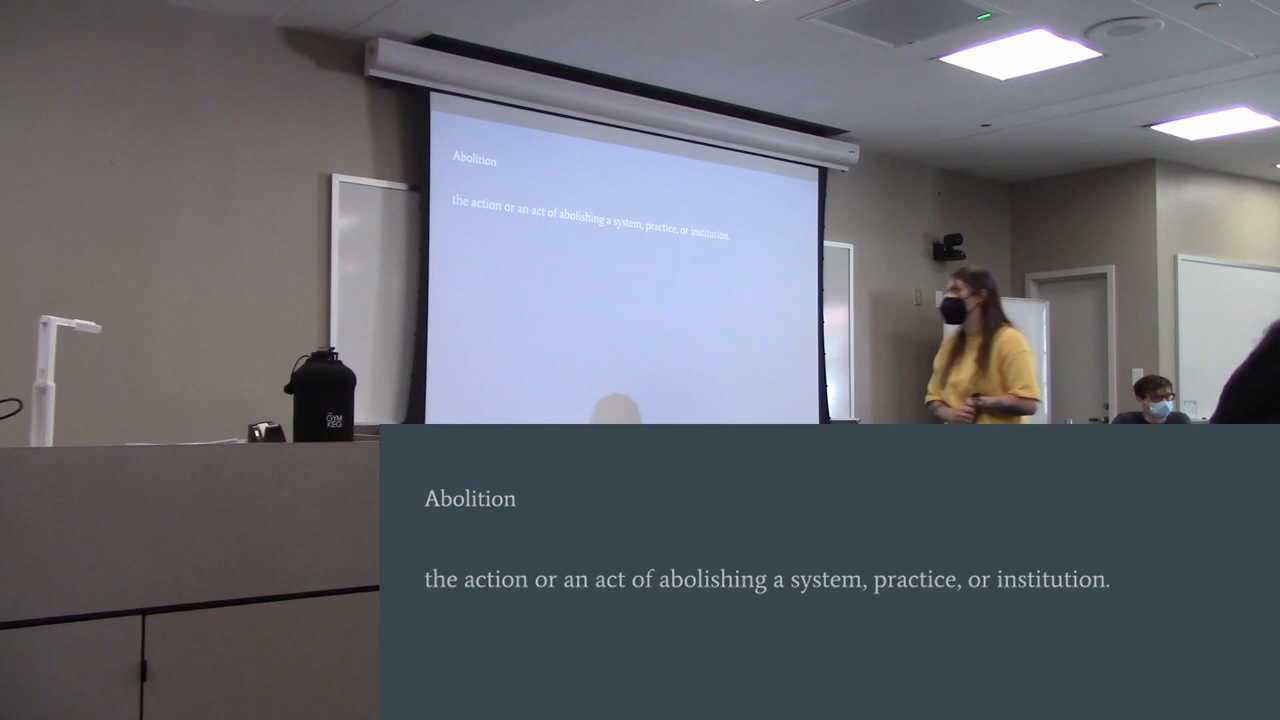 Abolition
the action or an act of abolishing a system, practice, or institution.
THE
GYM
KEG
Abolition
the action or an act of abolishing a system, practice, or institution.